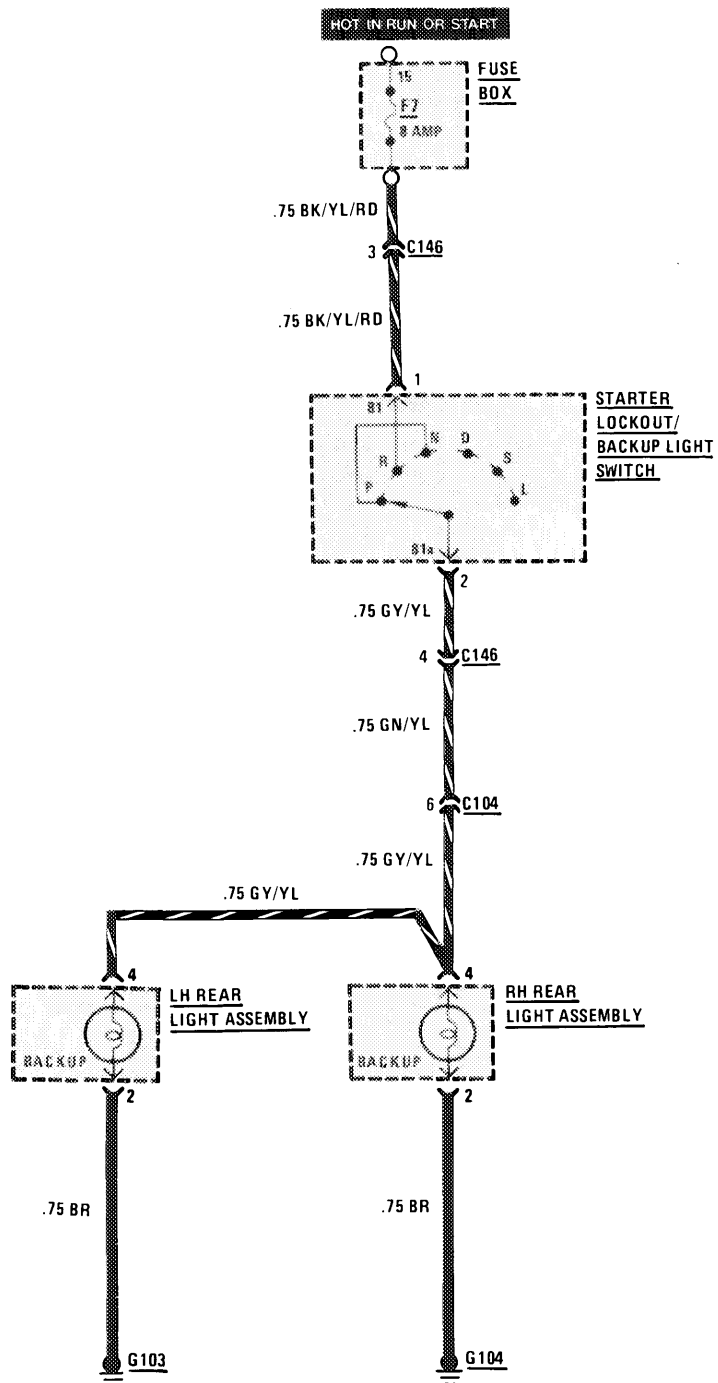 HOT IN RUN OR START
FUSE
BOX
15
F7
8 AMP
.75 BK/YL/RD
3
C146
.75 BK/YL/RD
1
STARTER
LOCKOUT/
BACKUP LIGHT
SWITCH
81
P
R
N
D
S
L
81a
2
.75 GY/YL
4
C146
.75 GN/YL
6
C104
.75 GY/YL
.75 GY/YL
4
LH REAR
LIGHT ASSEMBLY
BACKUP
2
4
RH REAR
LIGHT ASSEMBLY
BACKUP
2
.75 BR
.75 BR
G103
G104